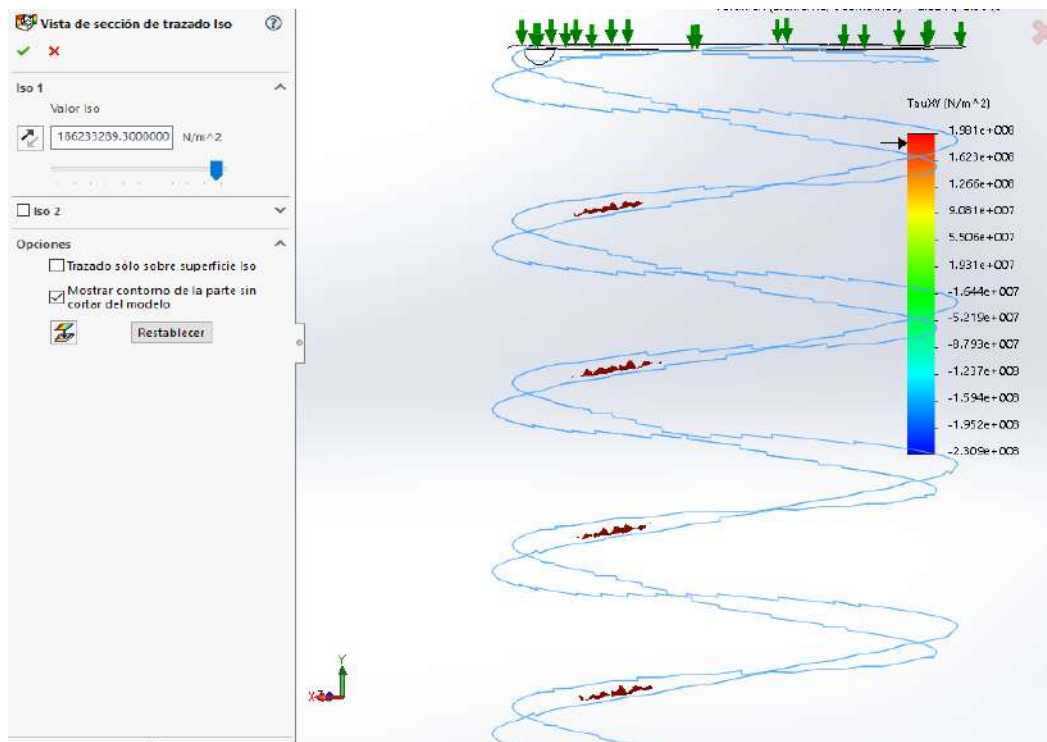 Vista de sección de trazado Iso
Iso 1
Valor Iso
186233289.3000000 N/m^2
Iso 2
Opciones
Trazado sólo sobre superficie Iso
Mostrar contorno de la parte sin
cortar del modelo
Restablecer
TauXY (N/m^2)
1.981e+008
1.623e+008
1.266e+008
9.081e+007
5.506e+007
1.931e+007
-1.644e+007
-5.219e+007
-8.793e+007
-1.237e+008
-1.594e+008
-1.952e+008
-2.309e+008
Y
X
Z